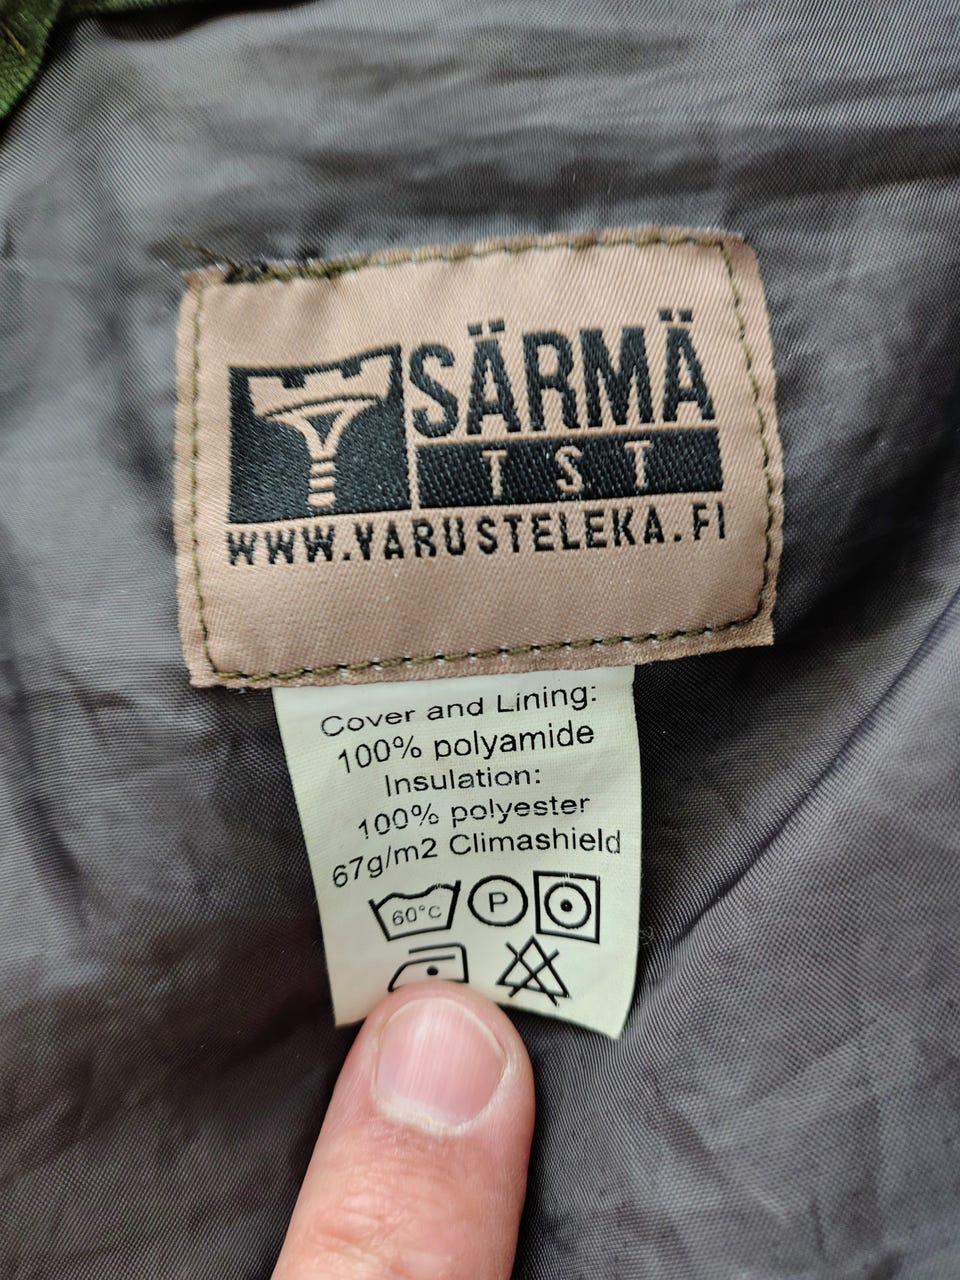 SÄRMÄ
TST
WWW.VARUSTELEKA.FI
Cover and Lining:
100% polyamide
Insulation:
100% polyester
67g/m2 Climashield
60°C P